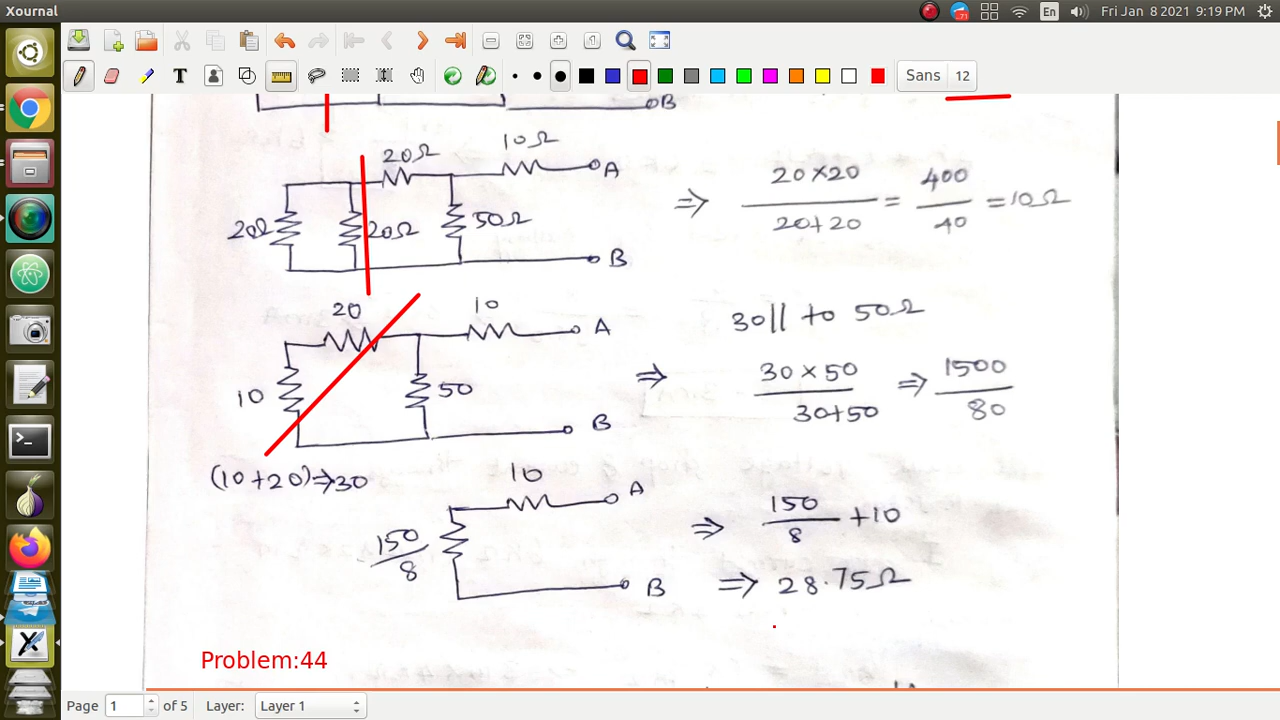 Xournal
En
Fri Jan 8 2021 9:19 PM
T
Sans 12
B
20Ω 10Ω A
20Ω 20Ω 50Ω B
⇒ 20×20 / 20+20 = 400 / 40 = 10Ω
20 10 A
10 50 B
(10+20)⇒30
30 || to 50Ω
⇒ 30×50 / 30+50 ⇒ 1500 / 80
10 A
150/8 B
⇒ 150/8 +10
⇒ 28.75Ω
Problem:44
Page 1 of 5 Layer: Layer 1